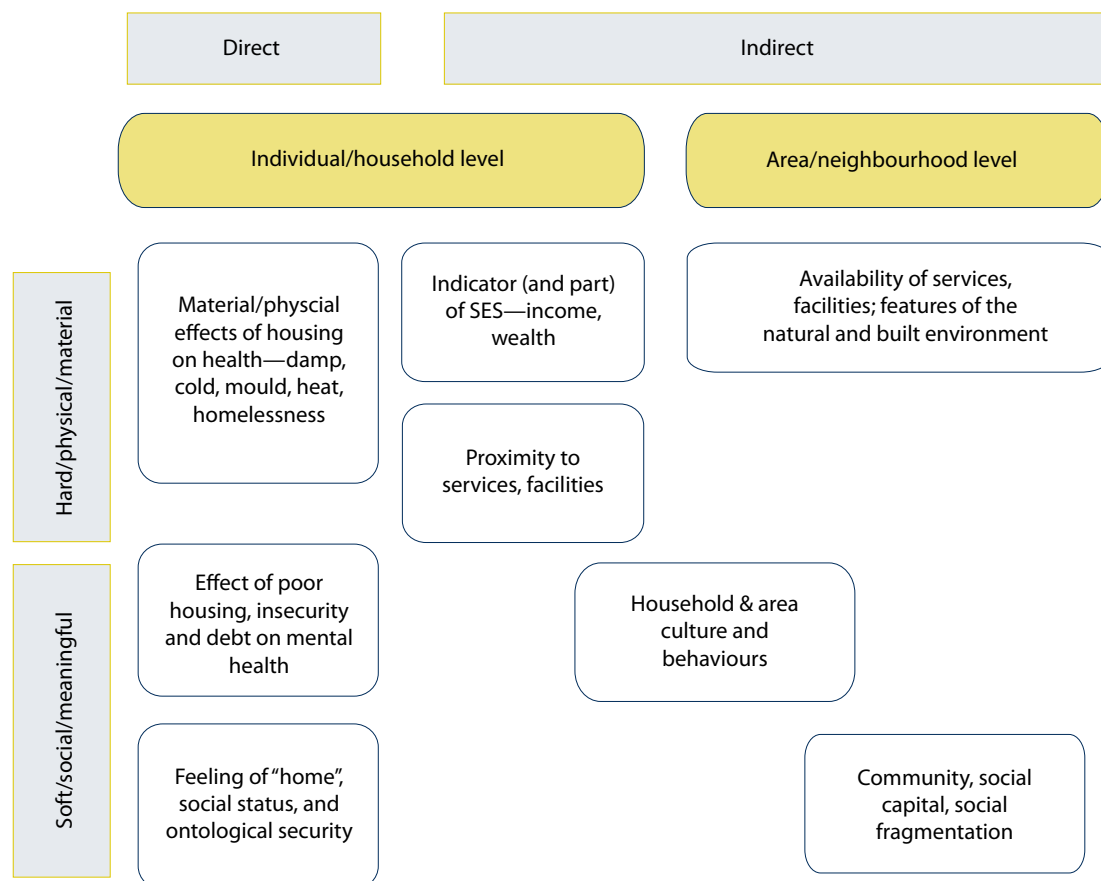 Direct
Indirect
Individual/household level
Area/neighbourhood level
Hard/physical/material
Material/physcial
effects of housing
on health—damp,
cold, mould, heat,
homelessness
Indicator (and part)
of SES—income,
wealth
Availability of services,
facilities; features of the
natural and built environment
Proximity to
services, facilities
Soft/social/meaningful
Effect of poor
housing, insecurity
and debt on mental
health
Household & area
culture and
behaviours
Feeling of “home”,
social status, and
ontological security
Community, social
capital, social
fragmentation